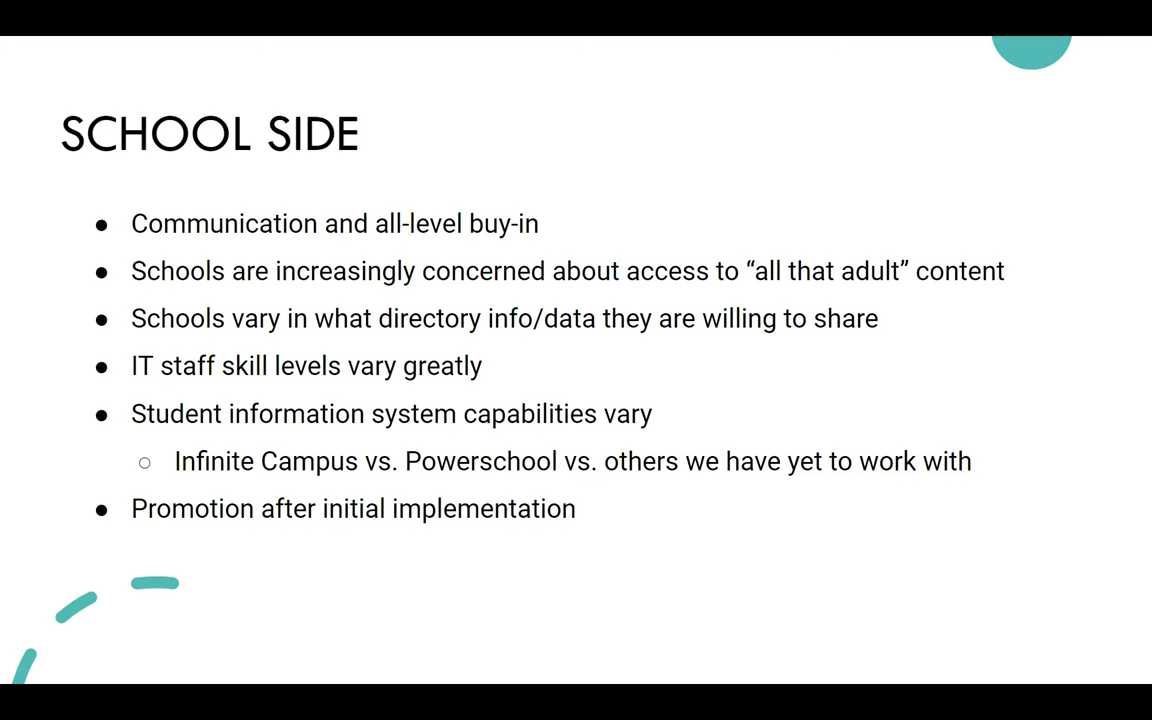 SCHOOL SIDE
● Communication and all-level buy-in
● Schools are increasingly concerned about access to “all that adult” content
● Schools vary in what directory info/data they are willing to share
● IT staff skill levels vary greatly
● Student information system capabilities vary
○ Infinite Campus vs. Powerschool vs. others we have yet to work with
● Promotion after initial implementation